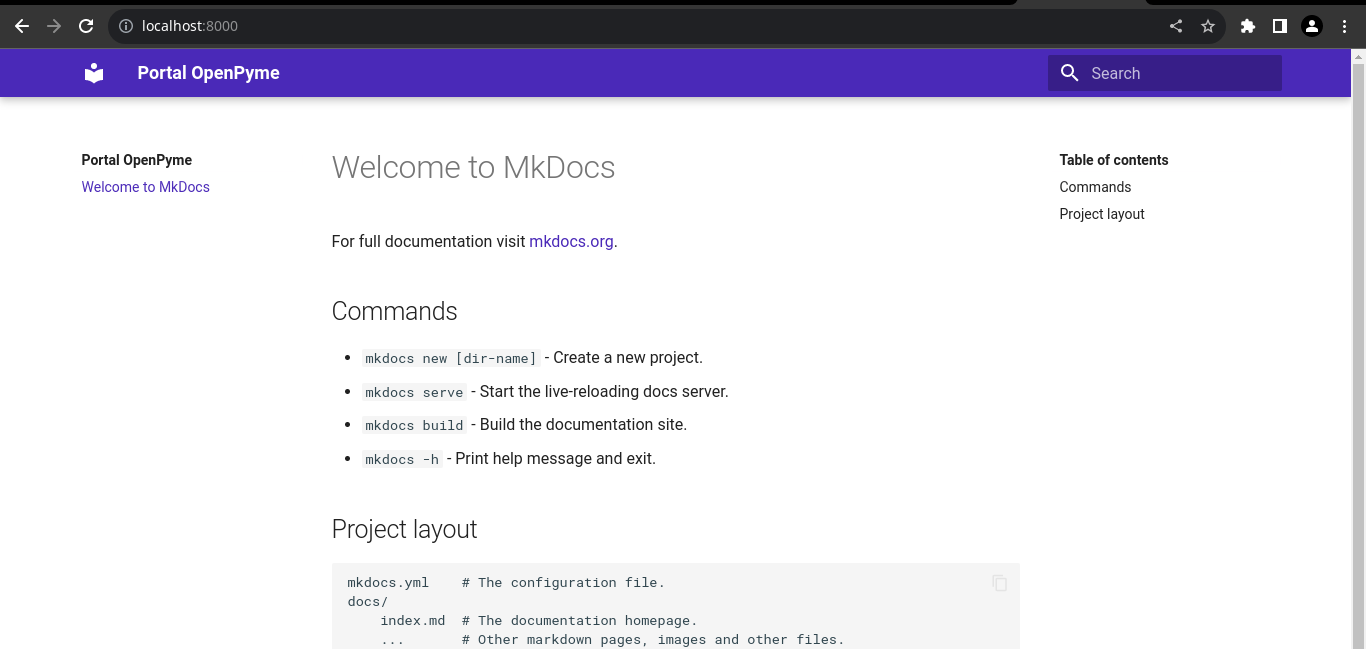 localhost:8000
Portal OpenPyme
Search
Portal OpenPyme
Welcome to MkDocs
Welcome to MkDocs
For full documentation visit mkdocs.org.
Commands
mkdocs new [dir-name] - Create a new project.
mkdocs serve - Start the live-reloading docs server.
mkdocs build - Build the documentation site.
mkdocs -h - Print help message and exit.
Project layout
mkdocs.yml    # The configuration file.
docs/
    index.md  # The documentation homepage.
    ...       # Other markdown pages, images and other files.
Table of contents
Commands
Project layout